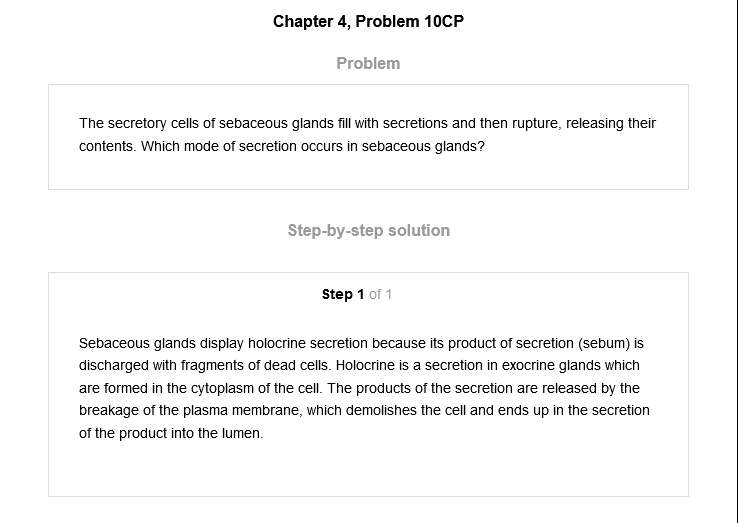 Chapter 4, Problem 10CP
Problem
The secretory cells of sebaceous glands fill with secretions and then rupture, releasing their
contents. Which mode of secretion occurs in sebaceous glands?
Step-by-step solution
Step 1 of 1
Sebaceous glands display holocrine secretion because its product of secretion (sebum) is
discharged with fragments of dead cells. Holocrine is a secretion in exocrine glands which
are formed in the cytoplasm of the cell. The products of the secretion are released by the
breakage of the plasma membrane, which demolishes the cell and ends up in the secretion
of the product into the lumen.